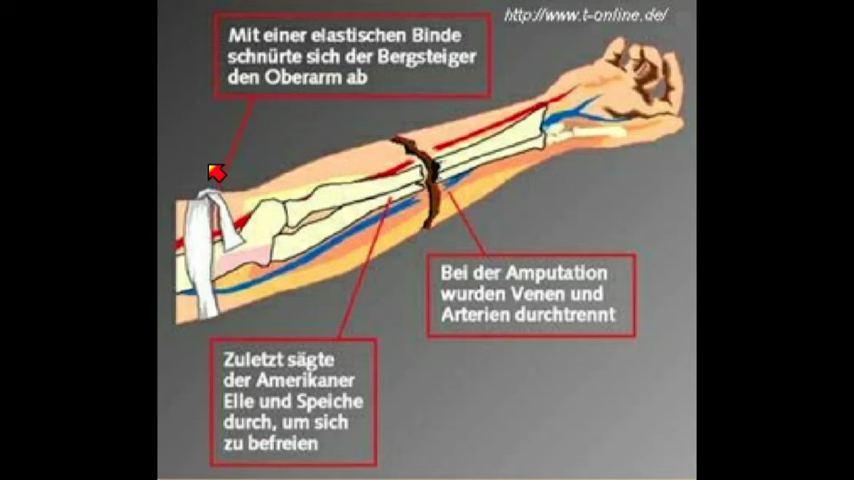 http://www.t-online.de/
Mit einer elastischen Binde
schnürte sich der Bergsteiger
den Oberarm ab
Bei der Amputation
wurden Venen und
Arterien durchtrennt
Zuletzt sägte
der Amerikaner
Elle und Speiche
durch, um sich
zu befreien